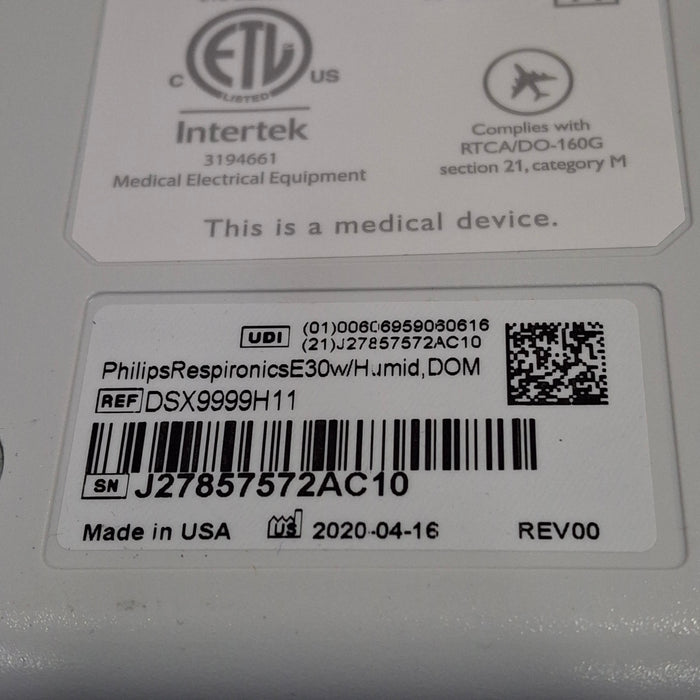 C ETL US
LISTED
Intertek
3194661
Medical Electrical Equipment
Complies with
RTCA/DO-160G
section 21, category M
This is a medical device.
UDI (01)00606959060616
(21)J27857572AC10
PhilipsRespironicsE30w/Humid,DOM
REF DSX9999H11
SN J27857572AC10
Made in USA US 2020-04-16 REV00